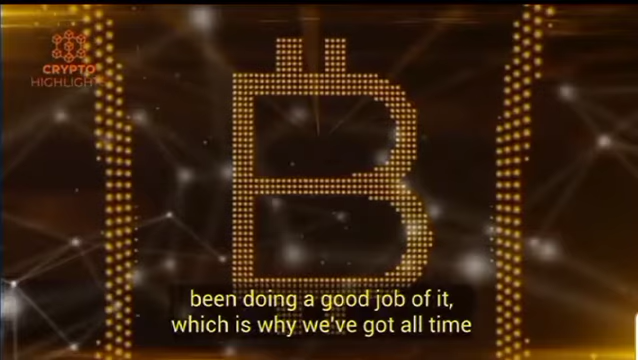 CRYPTO
HIGHLIGHT
been doing a good job of it,
which is why we've got all time